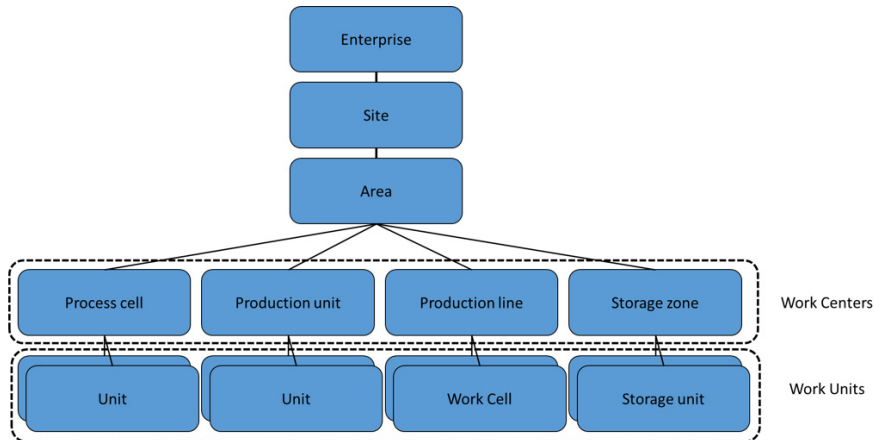 Enterprise
Site
Area
Process cell
Production unit
Production line
Storage zone
Work Centers
Unit
Unit
Work Cell
Storage unit
Work Units